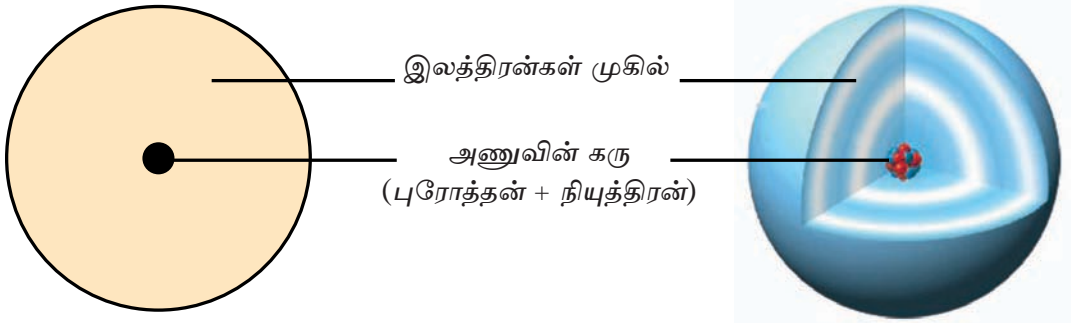 இலத்திரன்கள் முகில்
அணுவின் கரு
(புரோத்தன் + நியுத்திரன்)